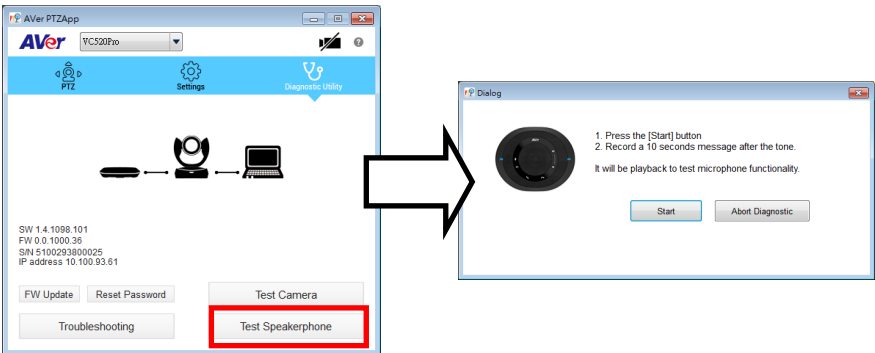 AVer PTZApp
AVer VC520Pro
PTZ Settings Diagnostic Utility
SW 1.4.1098.101
FW 0.0.1000.36
S/N 5100293800025
IP address 10.100.93.61
FW Update Reset Password Test Camera
Troubleshooting Test Speakerphone
Dialog
1. Press the [Start] button
2. Record a 10 seconds message after the tone.
It will be playback to test microphone functionality.
Start Abort Diagnostic